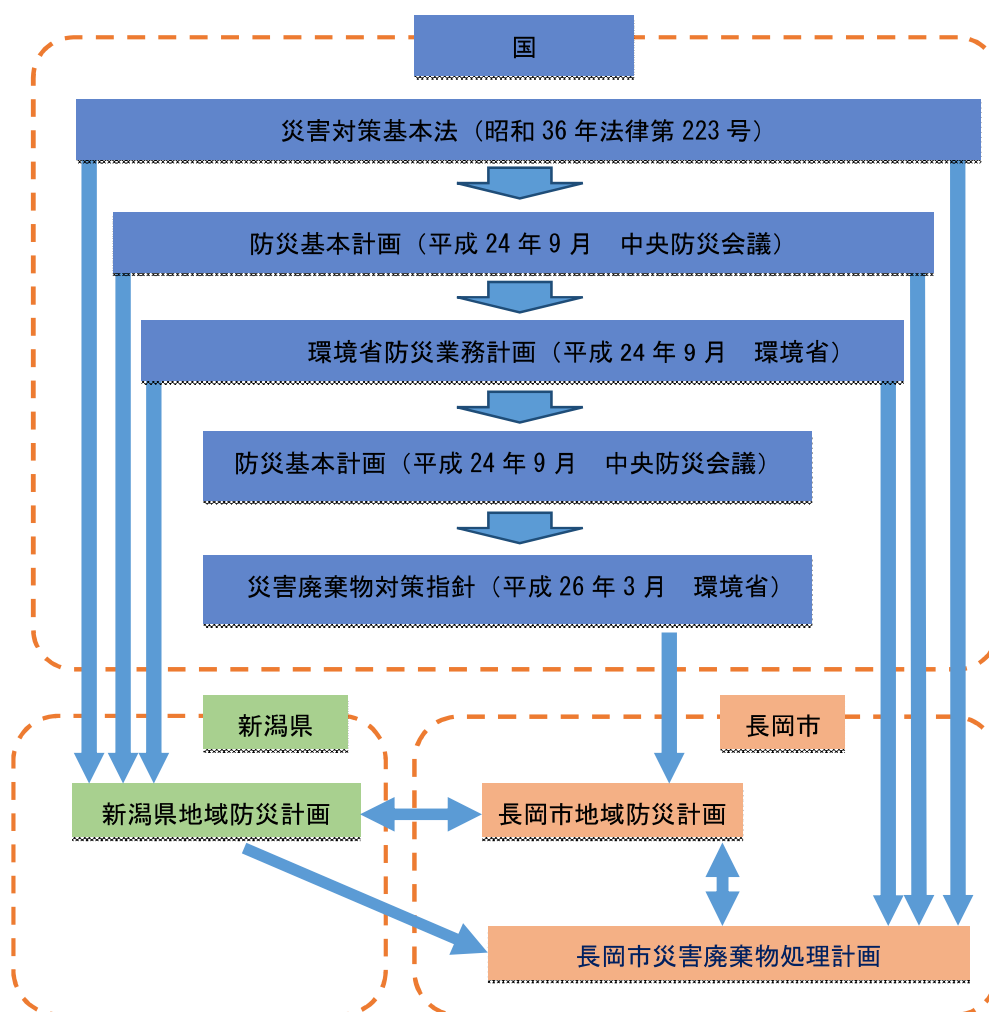 国
災害対策基本法（昭和 36 年法律第 223 号）
防災基本計画（平成 24 年 9 月　中央防災会議）
環境省防災業務計画（平成 24 年 9 月　環境省）
防災基本計画（平成 24 年 9 月　中央防災会議）
災害廃棄物対策指針（平成 26 年 3 月　環境省）
新潟県
長岡市
新潟県地域防災計画
長岡市地域防災計画
長岡市災害廃棄物処理計画